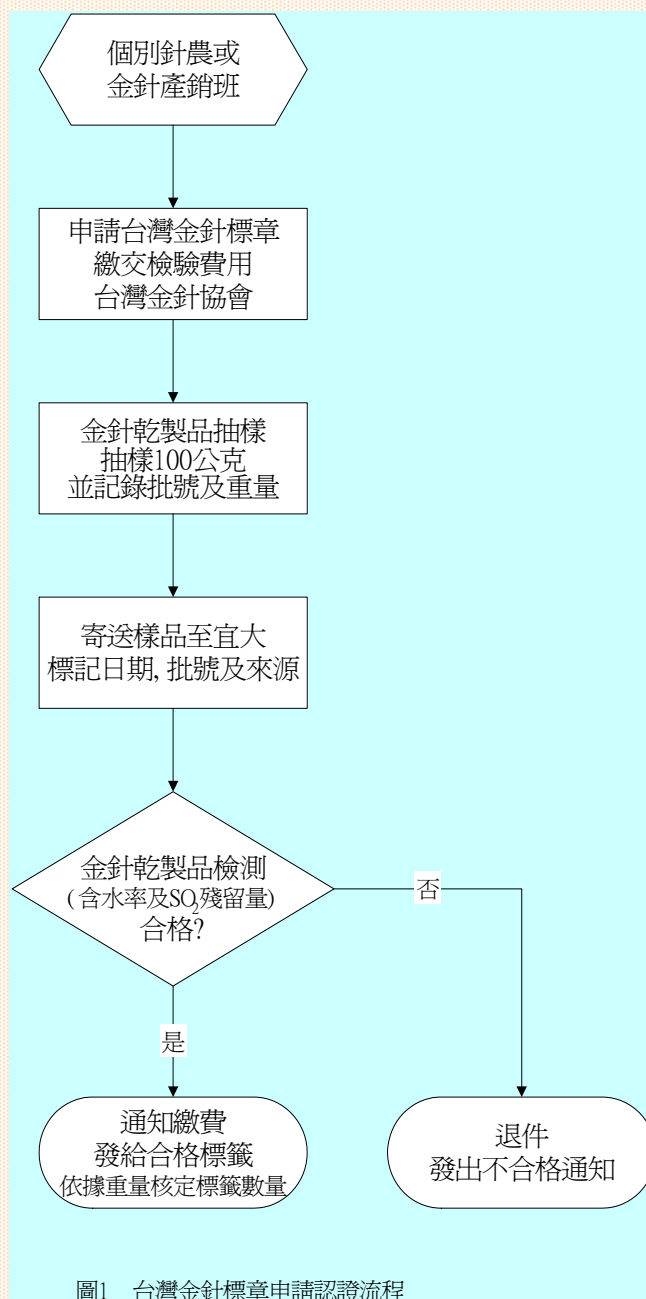 個別針農或
金針產銷班
申請台灣金針標章
繳交檢驗費用
台灣金針協會
金針乾製品抽樣
抽樣100公克
並記錄批號及重量
寄送樣品至宜大
標記日期, 批號及來源
金針乾製品檢測
(含水率及SO₂殘留量)
合格?
否
是
通知繳費
發給合格標籤
依據重量核定標籤數量
退件
發出不合格通知
圖1 台灣金針標章申請認證流程